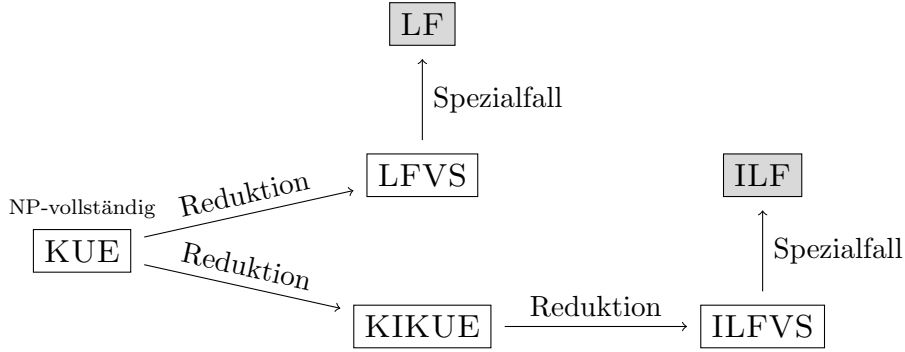 LF
Spezialfall
LFVS
ILF
Reduktion
NP-vollständig
KUE
Reduktion
Spezialfall
KIKUE
Reduktion
ILFVS